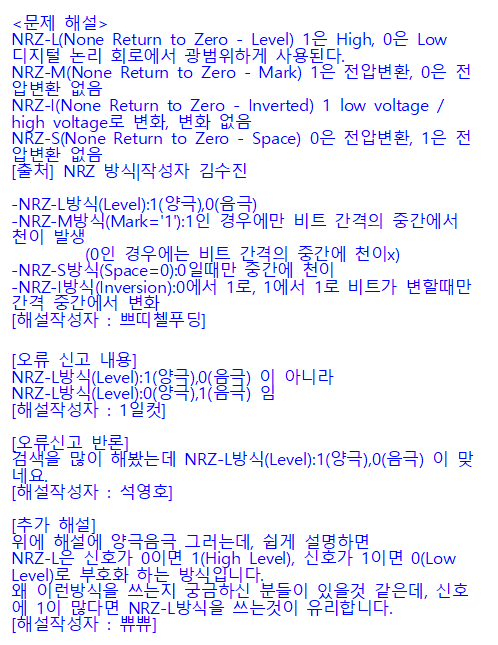 <문제 해설>
NRZ-L(None Return to Zero - Level) 1은 High, 0은 Low
디지털 논리 회로에서 광범위하게 사용된다.
NRZ-M(None Return to Zero - Mark) 1은 전압변환, 0은 전
압변환 없음
NRZ-I(None Return to Zero - Inverted) 1 low voltage /
high voltage로 변화, 변화 없음
NRZ-S(None Return to Zero - Space) 0은 전압변환, 1은 전
압변환 없음
[출처] NRZ 방식|작성자 김수진
-NRZ-L방식(Level):1(양극),0(음극)
-NRZ-M방식(Mark='1'):1인 경우에만 비트 간격의 중간에서
천이 발생
(0인 경우에는 비트 간격의 중간에 천이x)
-NRZ-S방식(Space=0):0일때만 중간에 천이
-NRZ-I방식(Inversion):0에서 1로, 1에서 1로 비트가 변할때만
간격 중간에서 변화
[해설작성자 : 쁘띠첼푸딩]
[오류 신고 내용]
NRZ-L방식(Level):1(양극),0(음극) 이 아니라
NRZ-L방식(Level):0(양극),1(음극) 임
[해설작성자 : 1일컷]
[오류신고 반론]
검색을 많이 해봤는데 NRZ-L방식(Level):1(양극),0(음극) 이 맞
네요.
[해설작성자 : 석영호]
[추가 해설]
위에 해설에 양극음극 그러는데, 쉽게 설명하면
NRZ-L은 신호가 0이면 1(High Level), 신호가 1이면 0(Low
Level)로 부호화 하는 방식입니다.
왜 이런방식을 쓰는지 궁금하신 분들이 있을것 같은데, 신호
에 1이 많다면 NRZ-L방식을 쓰는것이 유리합니다.
[해설작성자 : 쀼쀼]